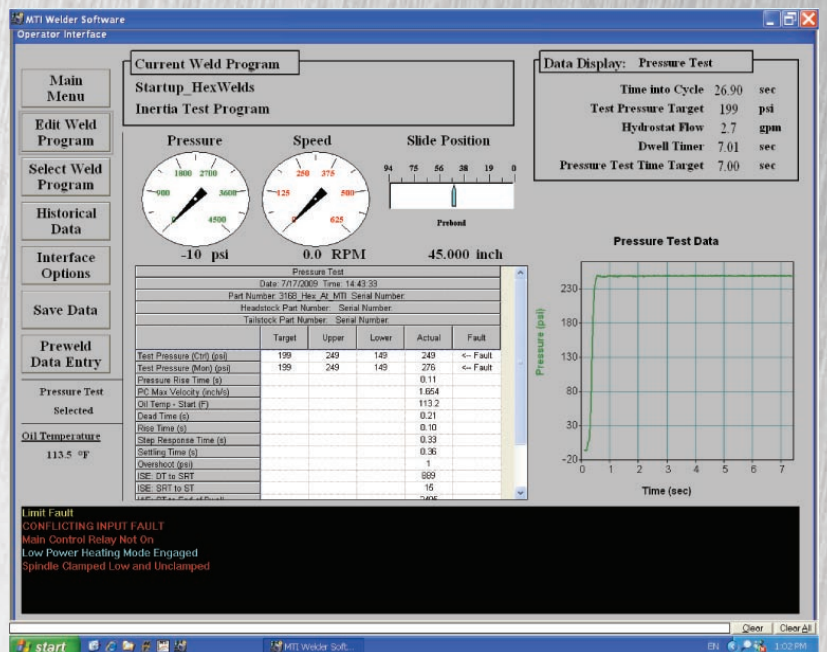 MTI Welder Software
Operator Interface
Main Menu
Edit Weld Program
Select Weld Program
Historical Data
Interface Options
Save Data
Preweld Data Entry
Pressure Test Selected
Oil Temperature
113.5 °F
Current Weld Program
Startup_HexWelds
Inertia Test Program
Pressure
0 900 1800 2700 3600 4500
-10 psi
Speed
0 125 250 375 500 625
0.0 RPM
Slide Position
94 75 56 38 19 0
Prebond
45.000 inch
Data Display: Pressure Test
Time into Cycle 26.90 sec
Test Pressure Target 199 psi
Hydrostat Flow 2.7 gpm
Dwell Timer 7.01 sec
Pressure Test Time Target 7.00 sec
Pressure Test
Date: 7/17/2009 Time: 14:43:33
Part Number: 3168_Hex_At_MTI Serial Number:
Headstock Part Number: Serial Number:
Tailstock Part Number: Serial Number:
Target Upper Lower Actual Fault
Test Pressure (Ctrl) (psi) 199 249 149 249 <-- Fault
Test Pressure (Mon) (psi) 199 249 149 276 <-- Fault
Pressure Rise Time (s) 0.11
PC Max Velocity (inch/s) 1.654
Oil Temp - Start (F) 113.2
Dead Time (s) 0.21
Rise Time (s) 0.10
Step Response Time (s) 0.33
Settling Time (s) 0.36
Overshoot (psi) 1
ISE: DT to SRT 889
ISE: SRT to ST 15
Pressure Test Data
Pressure (psi)
230
180
130
80
30
-20
0 1 2 3 4 5 6 7
Time (sec)
Limit Fault
CONFLICTING INPUT FAULT
Main Control Relay Not On
Low Power Heating Mode Engaged
Spindle Clamped Low and Unclamped
Clear Clear All
start MTI Welder Soft... EN 1:02 PM